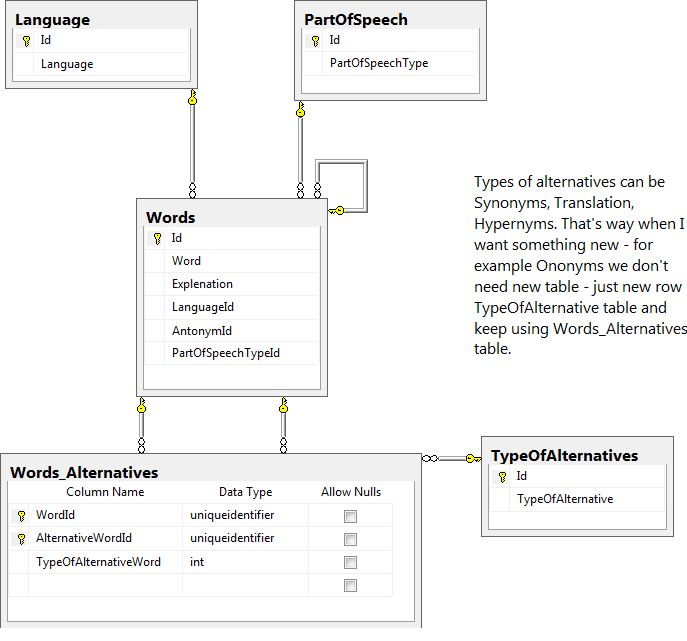 Language
Id
Language
PartOfSpeech
Id
PartOfSpeechType
Words
Id
Word
Explenation
LanguageId
AntonymId
PartOfSpeechTypeId
Types of alternatives can be
Synonyms, Translation,
Hypernyms. That's way when I
want something new - for
example Ononyms we don't
need new table - just new row
TypeOfAlternative table and
keep using Words_Alternatives
table.
Words_Alternatives
Column Name Data Type Allow Nulls
WordId uniqueidentifier
AlternativeWordId uniqueidentifier
TypeOfAlternativeWord int
TypeOfAlternatives
Id
TypeOfAlternative